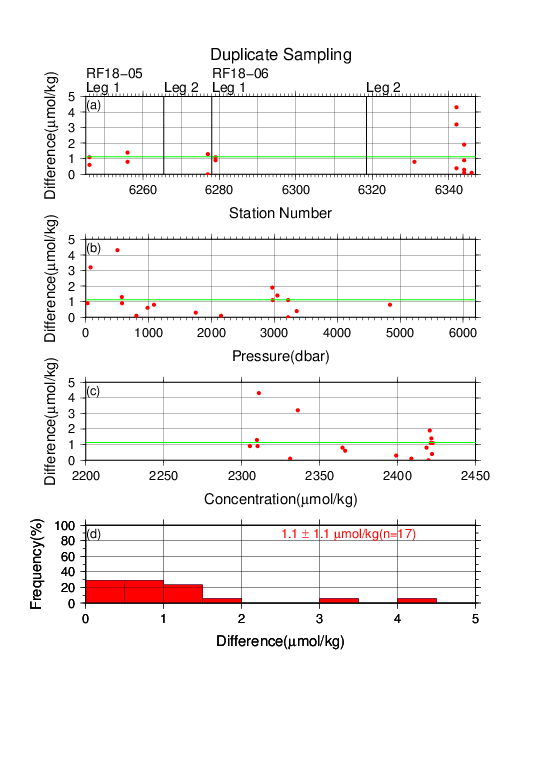 Duplicate Sampling
RF18−05 RF18−06
Leg 1 Leg 2 Leg 1 Leg 2
(a)
Difference(μmol/kg)
5
4
3
2
1
0
6260 6280 6300 6320 6340
Station Number
(b)
Difference(μmol/kg)
5
4
3
2
1
0
0 1000 2000 3000 4000 5000 6000
Pressure(dbar)
(c)
Difference(μmol/kg)
5
4
3
2
1
0
2200 2250 2300 2350 2400 2450
Concentration(μmol/kg)
(d)
1.1 ± 1.1 μmol/kg(n=17)
Frequency(%)
100
80
60
40
20
0
0 1 2 3 4 5
Difference(μmol/kg)